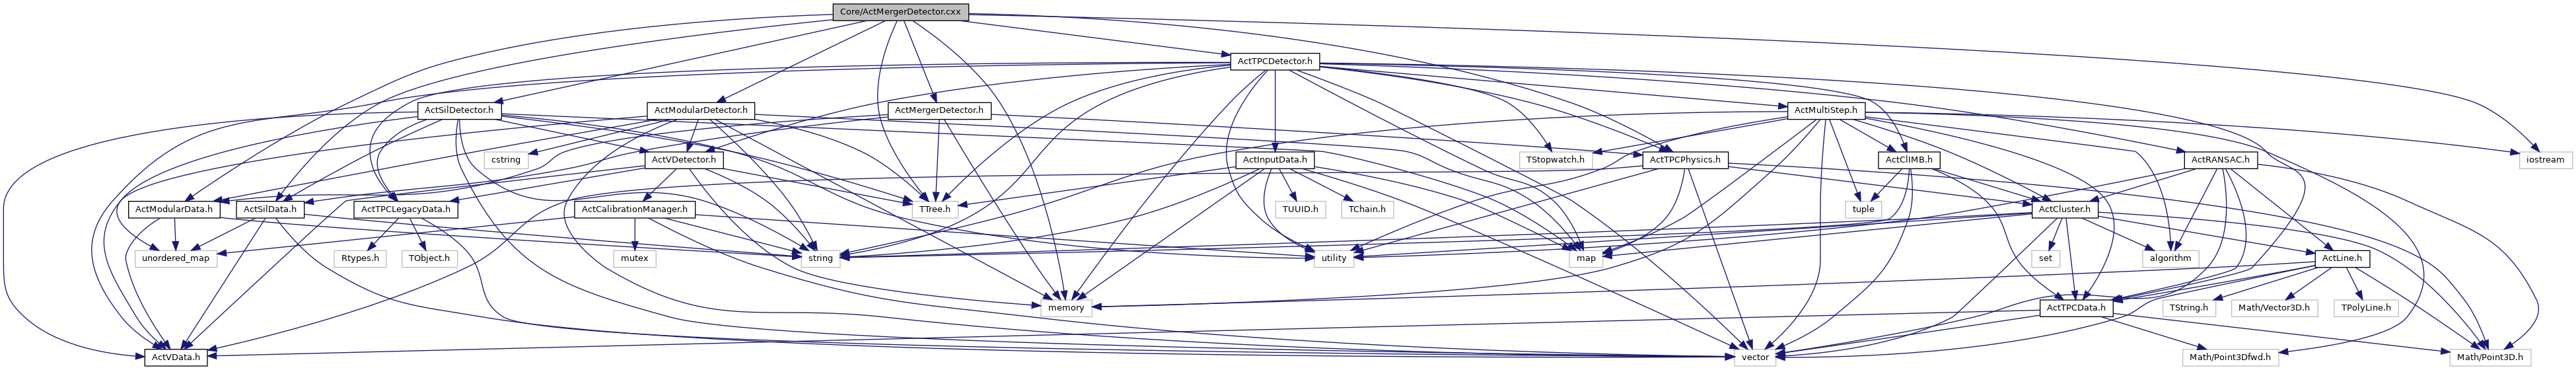 Core/ActMergerDetector.cxx
ActTPCDetector.h
ActSilDetector.h
ActModularDetector.h
ActMergerDetector.h
ActMultiStep.h
cstring
ActVDetector.h
ActInputData.h
TStopwatch.h
ActTPCPhysics.h
ActClIMB.h
ActRANSAC.h
iostream
ActModularData.h
ActSilData.h
ActTPCLegacyData.h
ActCalibrationManager.h
TTree.h
TUUID.h
TChain.h
tuple
ActCluster.h
unordered_map
Rtypes.h
TObject.h
mutex
string
utility
map
set
algorithm
ActLine.h
memory
ActTPCData.h
TString.h
Math/Vector3D.h
TPolyLine.h
ActVData.h
vector
Math/Point3Dfwd.h
Math/Point3D.h